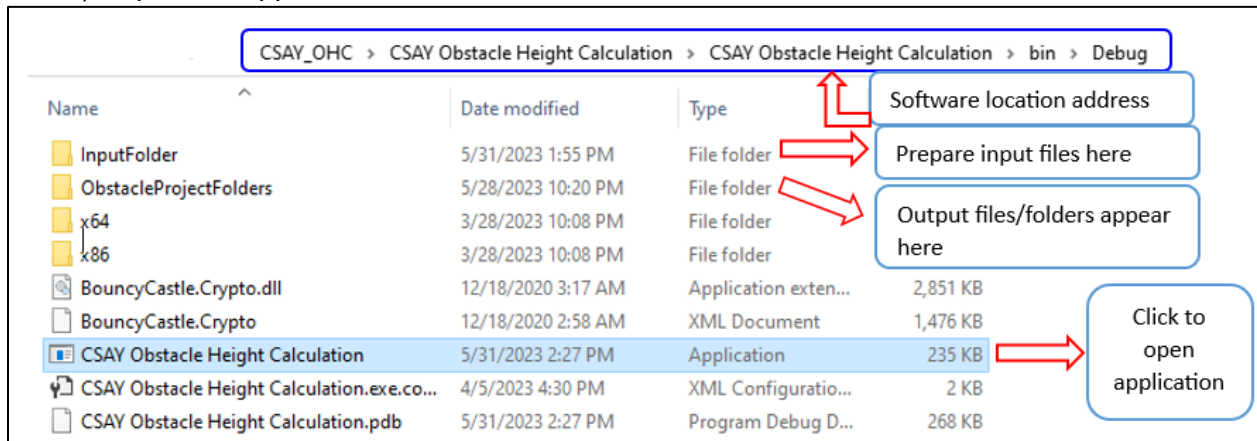 CSAY_OHC > CSAY Obstacle Height Calculation > CSAY Obstacle Height Calculation > bin > Debug
Software location address
Name Date modified Type
InputFolder 5/31/2023 1:55 PM File folder
Prepare input files here
ObstacleProjectFolders 5/28/2023 10:20 PM File folder
x64 3/28/2023 10:08 PM File folder
Output files/folders appear
here
x86 3/28/2023 10:08 PM File folder
BouncyCastle.Crypto.dll 12/18/2020 3:17 AM Application exten... 2,851 KB
BouncyCastle.Crypto 12/18/2020 2:58 AM XML Document 1,476 KB
CSAY Obstacle Height Calculation 5/31/2023 2:27 PM Application 235 KB
Click to
open
application
CSAY Obstacle Height Calculation.exe.co... 4/5/2023 4:30 PM XML Configuratio... 2 KB
CSAY Obstacle Height Calculation.pdb 5/31/2023 2:27 PM Program Debug D... 268 KB